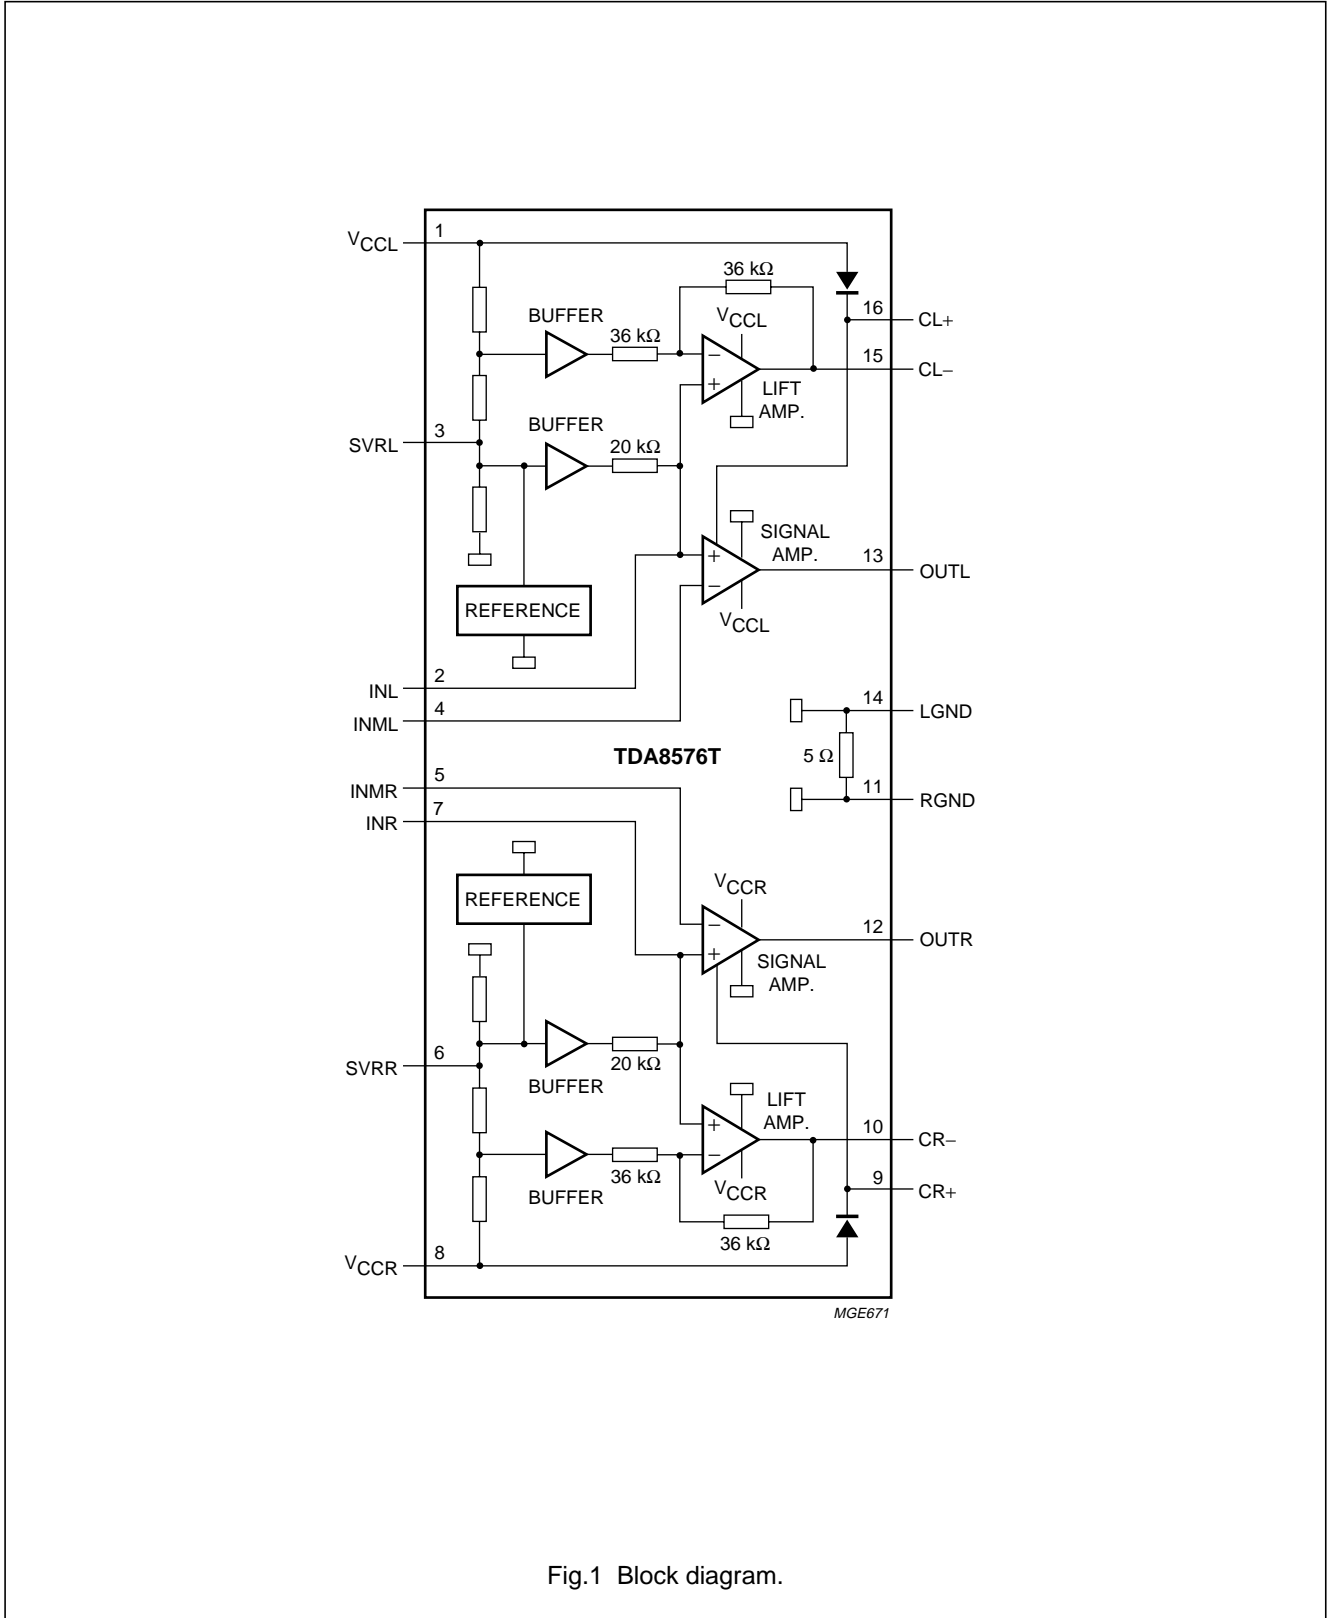 VCCL 1
36 kΩ
16 CL+
BUFFER 36 kΩ VCCL
15 CL−
− +
LIFT AMP.
BUFFER 20 kΩ
SVRL 3
SIGNAL AMP.
+ −
13 OUTL
VCCL
REFERENCE
INL 2
INML 4
14 LGND
TDA8576T 5 Ω
INMR 5
11 RGND
INR 7
REFERENCE
VCCR
− +
12 OUTR
SIGNAL AMP.
SVRR 6
20 kΩ
BUFFER
LIFT AMP.
+ −
10 CR−
36 kΩ
BUFFER
VCCR
9 CR+
36 kΩ
VCCR 8
MGE671
Fig.1 Block diagram.